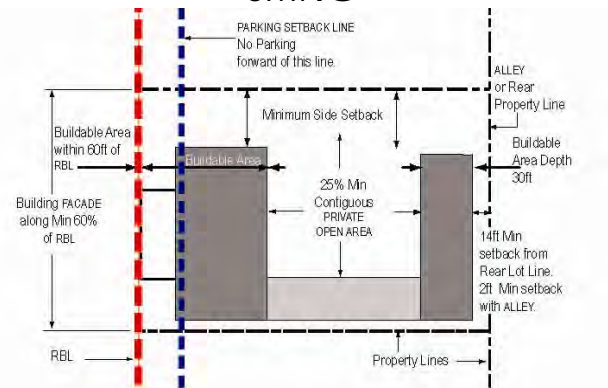 PARKING SETBACK LINE
No Parking
forward of this line.
ALLEY
or Rear
Property Line
Minimum Side Setback
Buildable Area
within 60ft of
RBL
Buildable Area
Buildable
Area Depth
30ft
25% Min
Contiguous
PRIVATE
OPEN AREA
Building FACADE
along Min 60%
of RBL
14ft Min
setback from
Rear Lot Line.
2ft Min setback
with ALLEY.
RBL
Property Lines